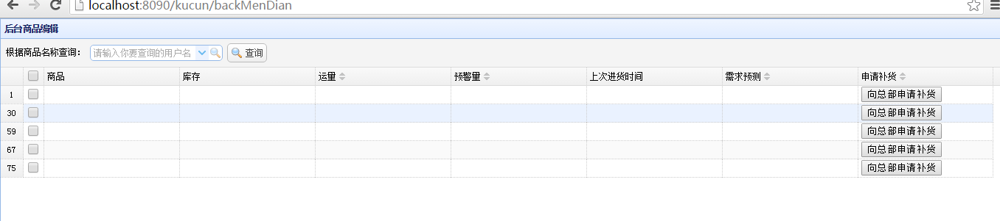 localhost:8090/kucun/backMenDian
后台商品编辑
根据商品名称查询： 请输入你要查询的用户名 查询
商品 库存 运量 预警量 上次进货时间 需求预测 申请补货
1 向总部申请补货
30 向总部申请补货
59 向总部申请补货
67 向总部申请补货
75 向总部申请补货